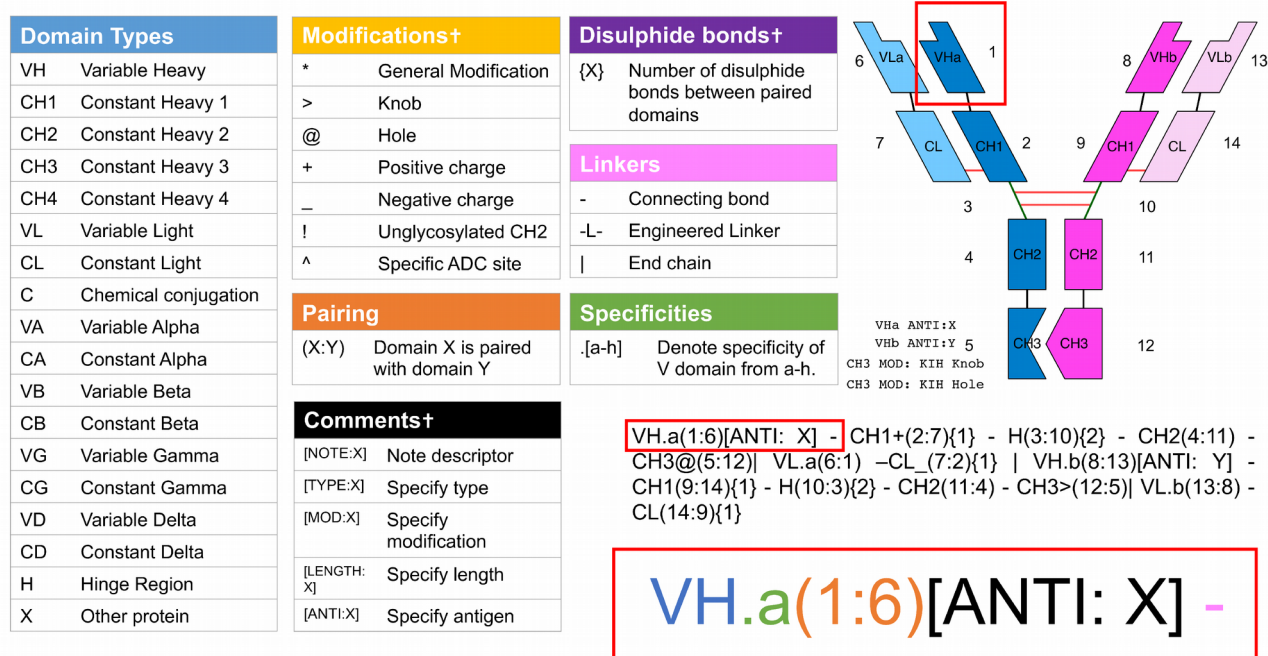 Domain Types
VH Variable Heavy
CH1 Constant Heavy 1
CH2 Constant Heavy 2
CH3 Constant Heavy 3
CH4 Constant Heavy 4
VL Variable Light
CL Constant Light
C Chemical conjugation
VA Variable Alpha
CA Constant Alpha
VB Variable Beta
CB Constant Beta
VG Variable Gamma
CG Constant Gamma
VD Variable Delta
CD Constant Delta
H Hinge Region
X Other protein
Modifications†
* General Modification
> Knob
@ Hole
+ Positive charge
_ Negative charge
! Unglycosylated CH2
^ Specific ADC site
Pairing
(X:Y) Domain X is paired
with domain Y
Comments†
[NOTE:X] Note descriptor
[TYPE:X] Specify type
[MOD:X] Specify
modification
[LENGTH:
X] Specify length
[ANTI:X] Specify antigen
Disulphide bonds†
{X} Number of disulphide
bonds between paired
domains
Linkers
- Connecting bond
-L- Engineered Linker
| End chain
Specificities
.[a-h] Denote specificity of
V domain from a-h.
6 VLa VHa 1 8 VHb VLb 13
7 CL CH1 2 9 CH1 CL 14
3 10
4 CH2 CH2 11
5 CH3 CH3 12
VHa ANTI:X
VHb ANTI:Y
CH3 MOD: KIH Knob
CH3 MOD: KIH Hole
VH.a(1:6)[ANTI: X] - CH1+(2:7){1} - H(3:10){2} - CH2(4:11) -
CH3@(5:12)| VL.a(6:1) –CL_(7:2){1} | VH.b(8:13)[ANTI: Y] -
CH1(9:14){1} - H(10:3){2} - CH2(11:4) - CH3>(12:5)| VL.b(13:8) -
CL(14:9){1}
VH.a(1:6)[ANTI: X] -